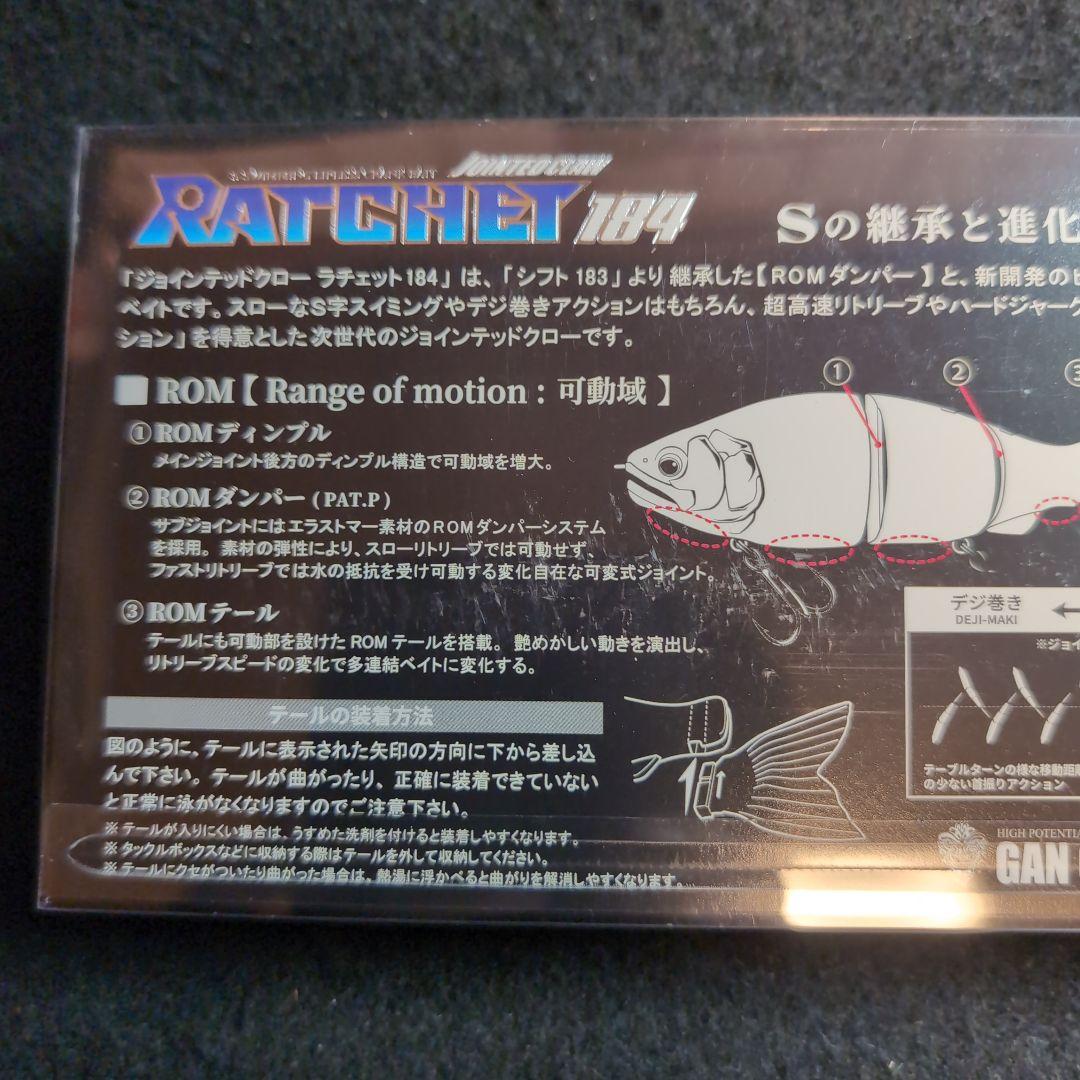 JOINTED CLAW
RATCHET 184
Sの継承と進化
「ジョインテッドクロー ラチェット184」は、「シフト183」より継承した【ROMダンパー】と、新開発のヒ
ベイトです。スローなS字スイミングやデジ巻きアクションはもちろん、超高速リトリーブやハードジャーク
ション」を得意とした次世代のジョインテッドクローです。
■ROM【Range of motion：可動域】
①ROMディンプル
メインジョイント後方のディンプル構造で可動域を増大。
②ROMダンパー(PAT.P)
サブジョイントにはエラストマー素材のROMダンパーシステム
を採用。素材の弾性により、スローリトリーブでは可動せず、
ファストリトリーブでは水の抵抗を受け可動する変化自在な可変式ジョイント。
③ROMテール
テールにも可動部を設けたROMテールを搭載。艶めかしい動きを演出し、
リトリーブスピードの変化で多連結ベイトに変化する。
① ② ③
テールの装着方法
図のように、テールに表示された矢印の方向に下から差し込
んで下さい。テールが曲がったり、正確に装着できていない
と正常に泳がなくなりますのでご注意下さい。
※テールが入りにくい場合は、うすめた洗剤を付けると装着しやすくなります。
※タックルボックスなどに収納する際はテールを外して収納してください。
※テールにクセがついたり曲がった場合は、熱湯に浮かべると曲がりを解消しやすくなります。
デジ巻き
DEJI-MAKI
※ジョイ
テーブルターンの様な移動距離
の少ない首振りアクション
HIGH POTENTIA
GAN